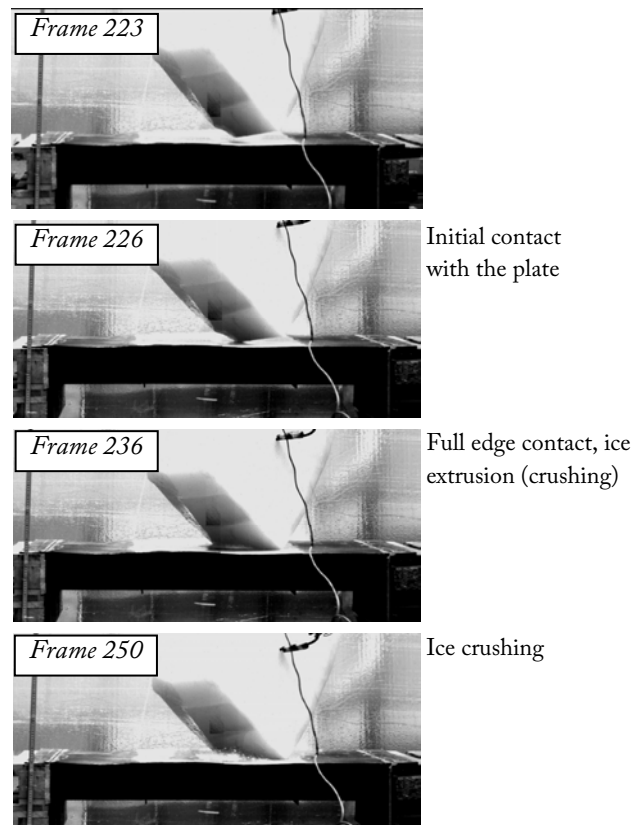 Frame 223
Frame 226
Initial contact
with the plate
Frame 236
Full edge contact, ice
extrusion (crushing)
Frame 250
Ice crushing